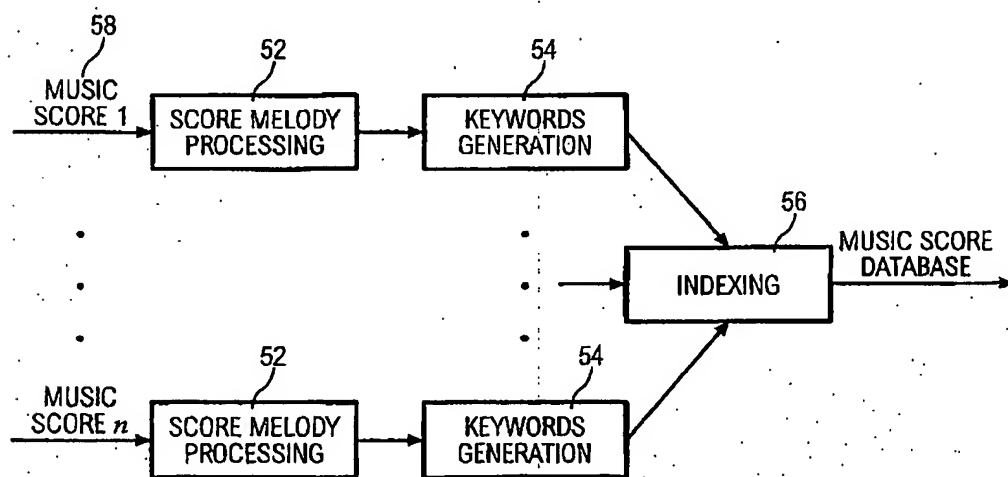 58
MUSIC
SCORE 1
52
SCORE MELODY
PROCESSING
54
KEYWORDS
GENERATION
56
INDEXING
MUSIC SCORE
DATABASE
52
MUSIC
SCORE n
SCORE MELODY
PROCESSING
54
KEYWORDS
GENERATION